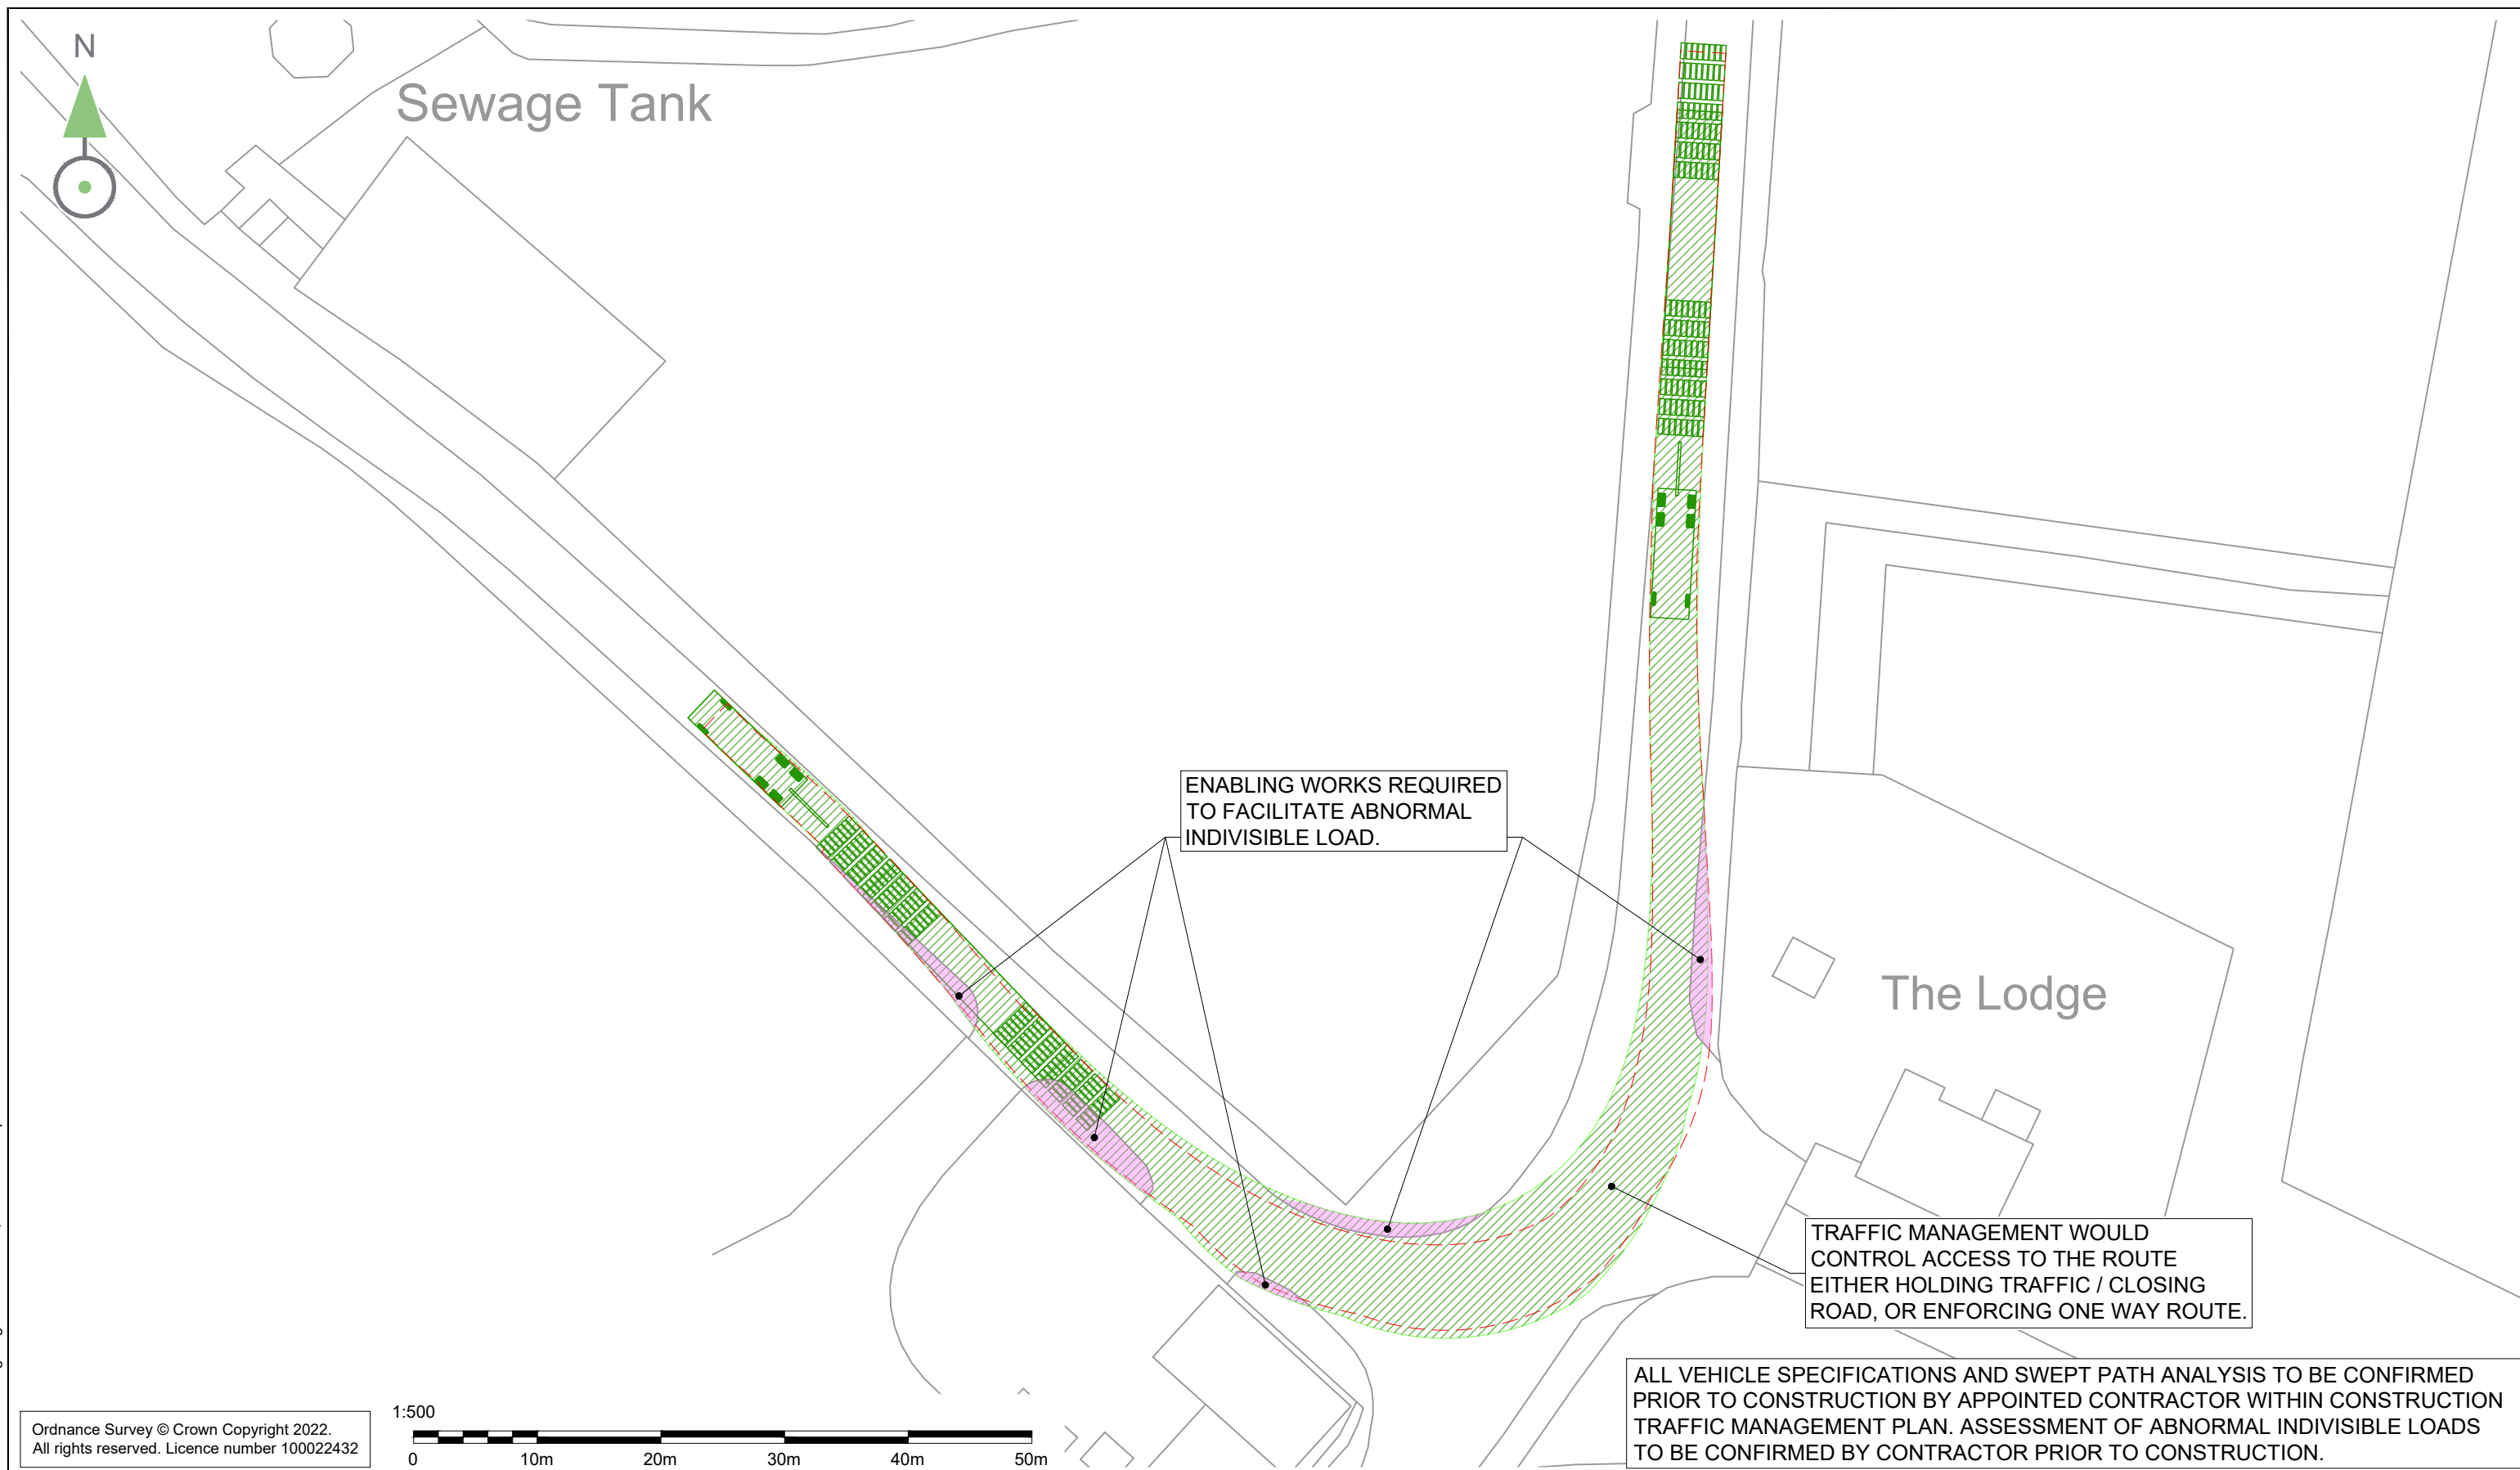 N
Sewage Tank
ENABLING WORKS REQUIRED
TO FACILITATE ABNORMAL
INDIVISIBLE LOAD.
The Lodge
TRAFFIC MANAGEMENT WOULD
CONTROL ACCESS TO THE ROUTE
EITHER HOLDING TRAFFIC / CLOSING
ROAD, OR ENFORCING ONE WAY ROUTE.
ALL VEHICLE SPECIFICATIONS AND SWEPT PATH ANALYSIS TO BE CONFIRMED
PRIOR TO CONSTRUCTION BY APPOINTED CONTRACTOR WITHIN CONSTRUCTION
TRAFFIC MANAGEMENT PLAN. ASSESSMENT OF ABNORMAL INDIVISIBLE LOADS
TO BE CONFIRMED BY CONTRACTOR PRIOR TO CONSTRUCTION.
Ordnance Survey © Crown Copyright 2022.
All rights reserved. Licence number 100022432
1:500
0 10m 20m 30m 40m 50m